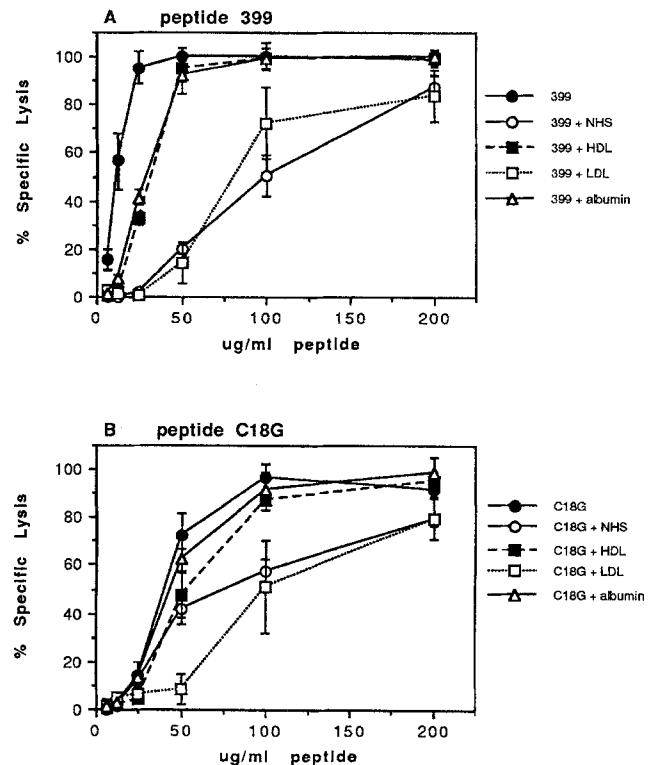 A peptide 399
% Specific Lysis
100
80
60
40
20
0
0 50 100 150 200
ug/ml peptide
399
399 + NHS
399 + HDL
399 + LDL
399 + albumin
B peptide C18G
% Specific Lysis
100
80
60
40
20
0
0 50 100 150 200
ug/ml peptide
C18G
C18G + NHS
C18G + HDL
C18G + LDL
C18G + albumin